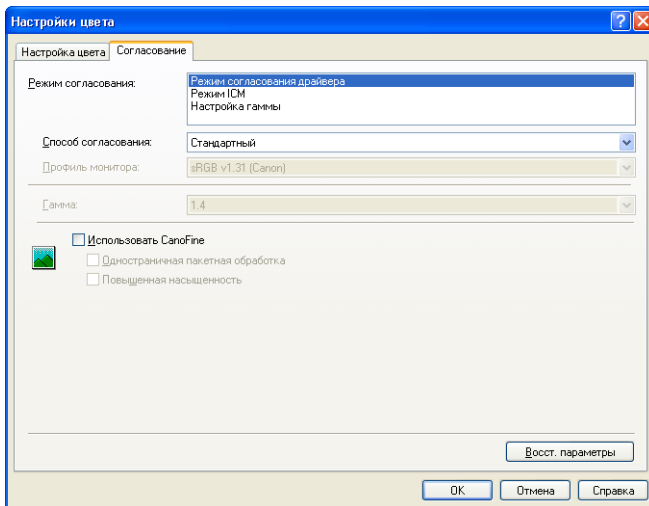 Настройки цвета
Настройка цвета Согласование
Режим согласования:
Режим согласования драйвера
Режим ICM
Настройка гаммы
Способ согласования: Стандартный
Профиль монитора: sRGB v1.31 (Canon)
Гамма: 1.4
Использовать CanoFine
Одностраничная пакетная обработка
Повышенная насыщенность
Восст. параметры
OK Отмена Справка